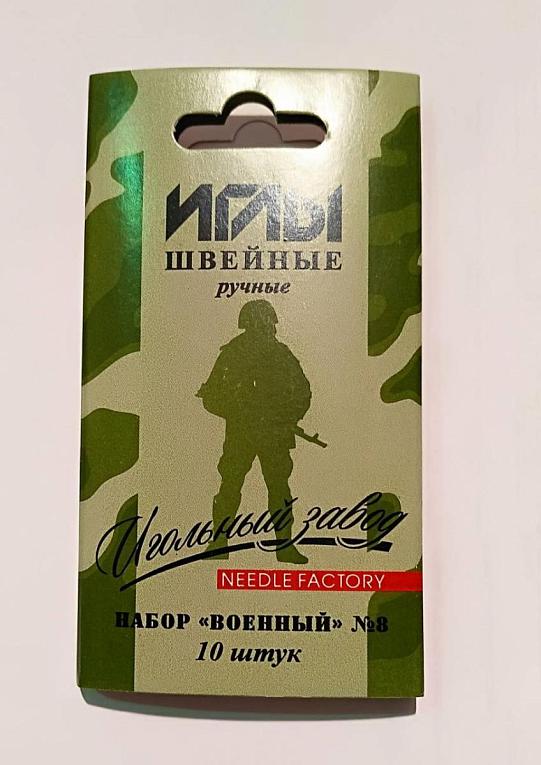 ИГЛЫ
ШВЕЙНЫЕ
ручные
Игольный завод
NEEDLE FACTORY
НАБОР «ВОЕННЫЙ» №8
10 штук